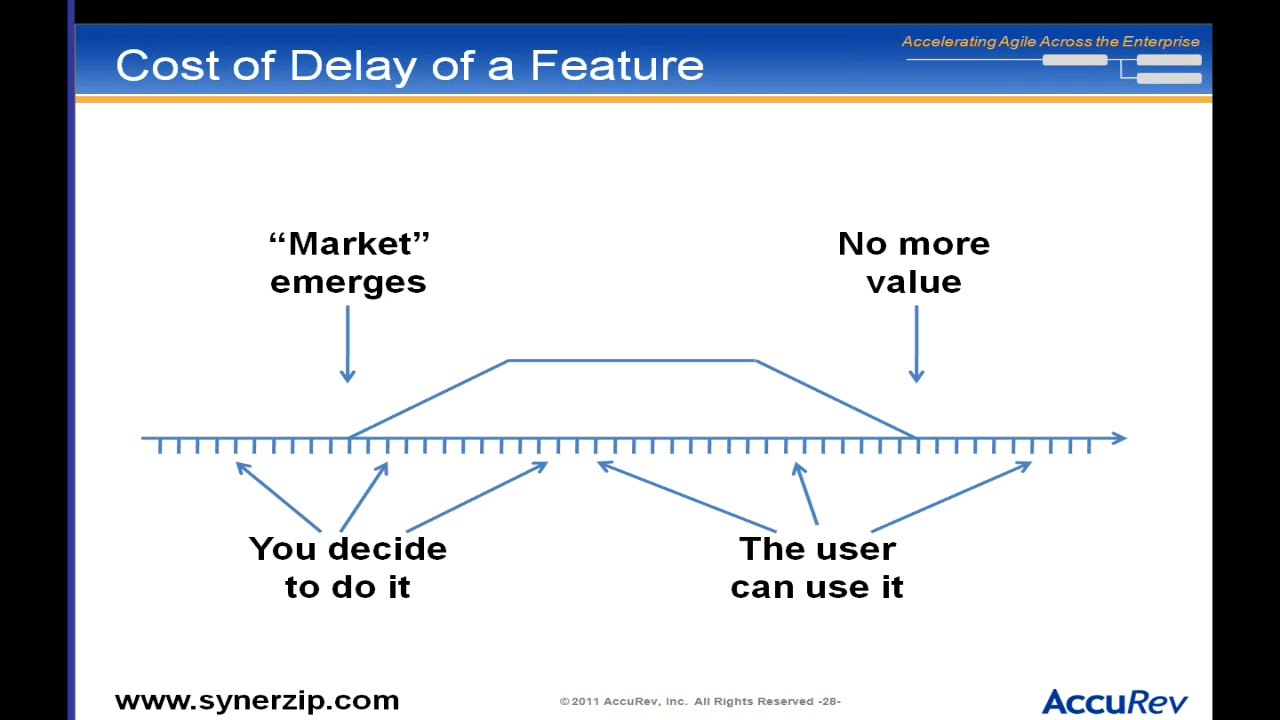 Cost of Delay of a Feature
Accelerating Agile Across the Enterprise
“Market”
emerges
No more
value
You decide
to do it
The user
can use it
www.synerzip.com
©2011 AccuRev, Inc. All Rights Reserved -28-
AccuRev